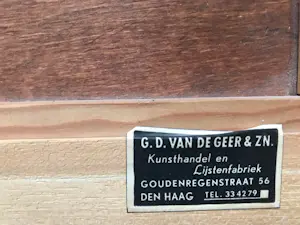 G. D. VAN DE GEER & ZN.
Kunsthandel en
Lijstenfabriek
GOUDENREGENSTRAAT 56
DEN HAAG TEL. 334279